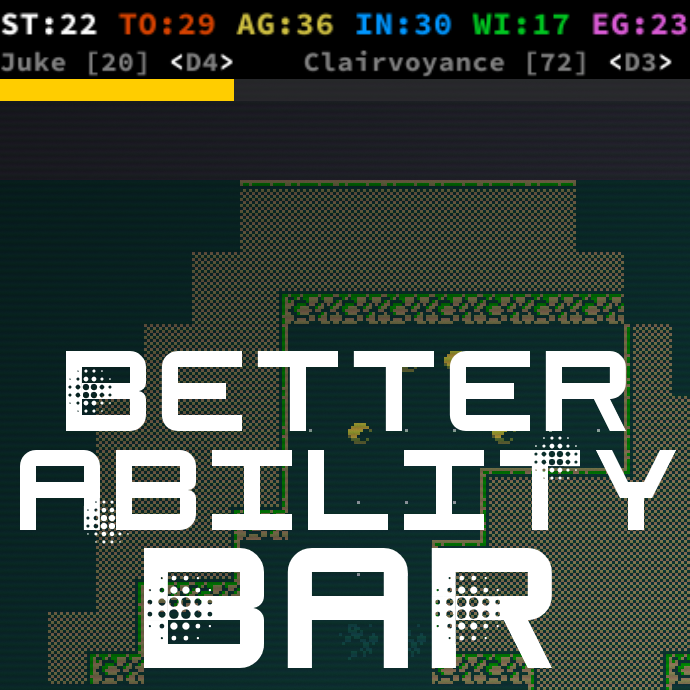 ST:22 TO:29 AG:36 IN:30 WI:17 EG:23
Juke [20] <D4> Clairvoyance [72] <D3>
BETTER
ABILITY
BAR